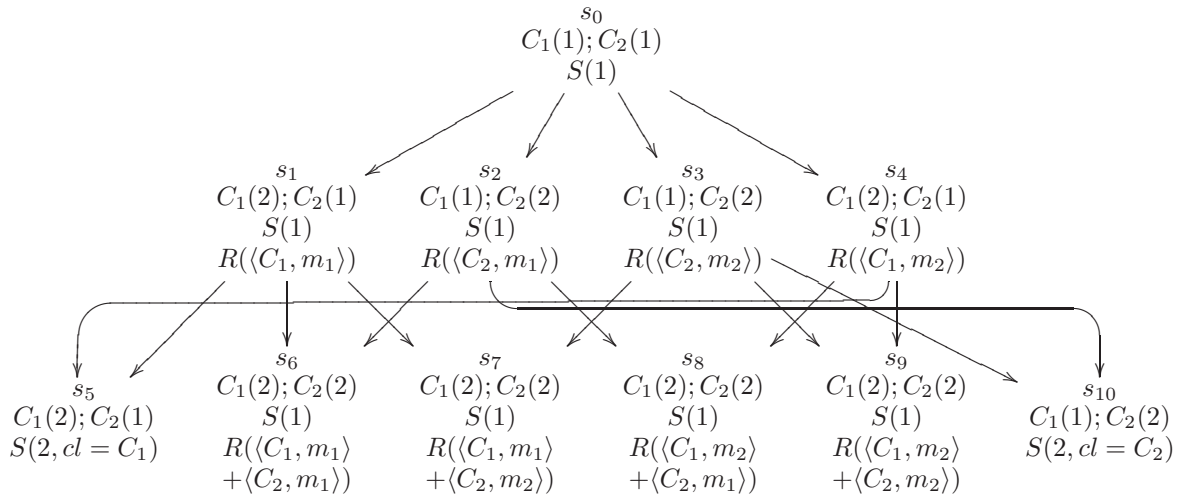 s₀
C₁(1); C₂(1)
S(1)
s₁
C₁(2); C₂(1)
S(1)
R(⟨C₁, m₁⟩)
s₂
C₁(1); C₂(2)
S(1)
R(⟨C₂, m₁⟩)
s₃
C₁(1); C₂(2)
S(1)
R(⟨C₂, m₂⟩)
s₄
C₁(2); C₂(1)
S(1)
R(⟨C₁, m₂⟩)
s₅
C₁(2); C₂(1)
S(2, cl = C₁)
s₆
C₁(2); C₂(2)
S(1)
R(⟨C₁, m₁⟩
+⟨C₂, m₁⟩)
s₇
C₁(2); C₂(2)
S(1)
R(⟨C₁, m₁⟩
+⟨C₂, m₂⟩)
s₈
C₁(2); C₂(2)
S(1)
R(⟨C₁, m₂⟩
+⟨C₂, m₁⟩)
s₉
C₁(2); C₂(2)
S(1)
R(⟨C₁, m₂⟩
+⟨C₂, m₂⟩)
s₁₀
C₁(1); C₂(2)
S(2, cl = C₂)